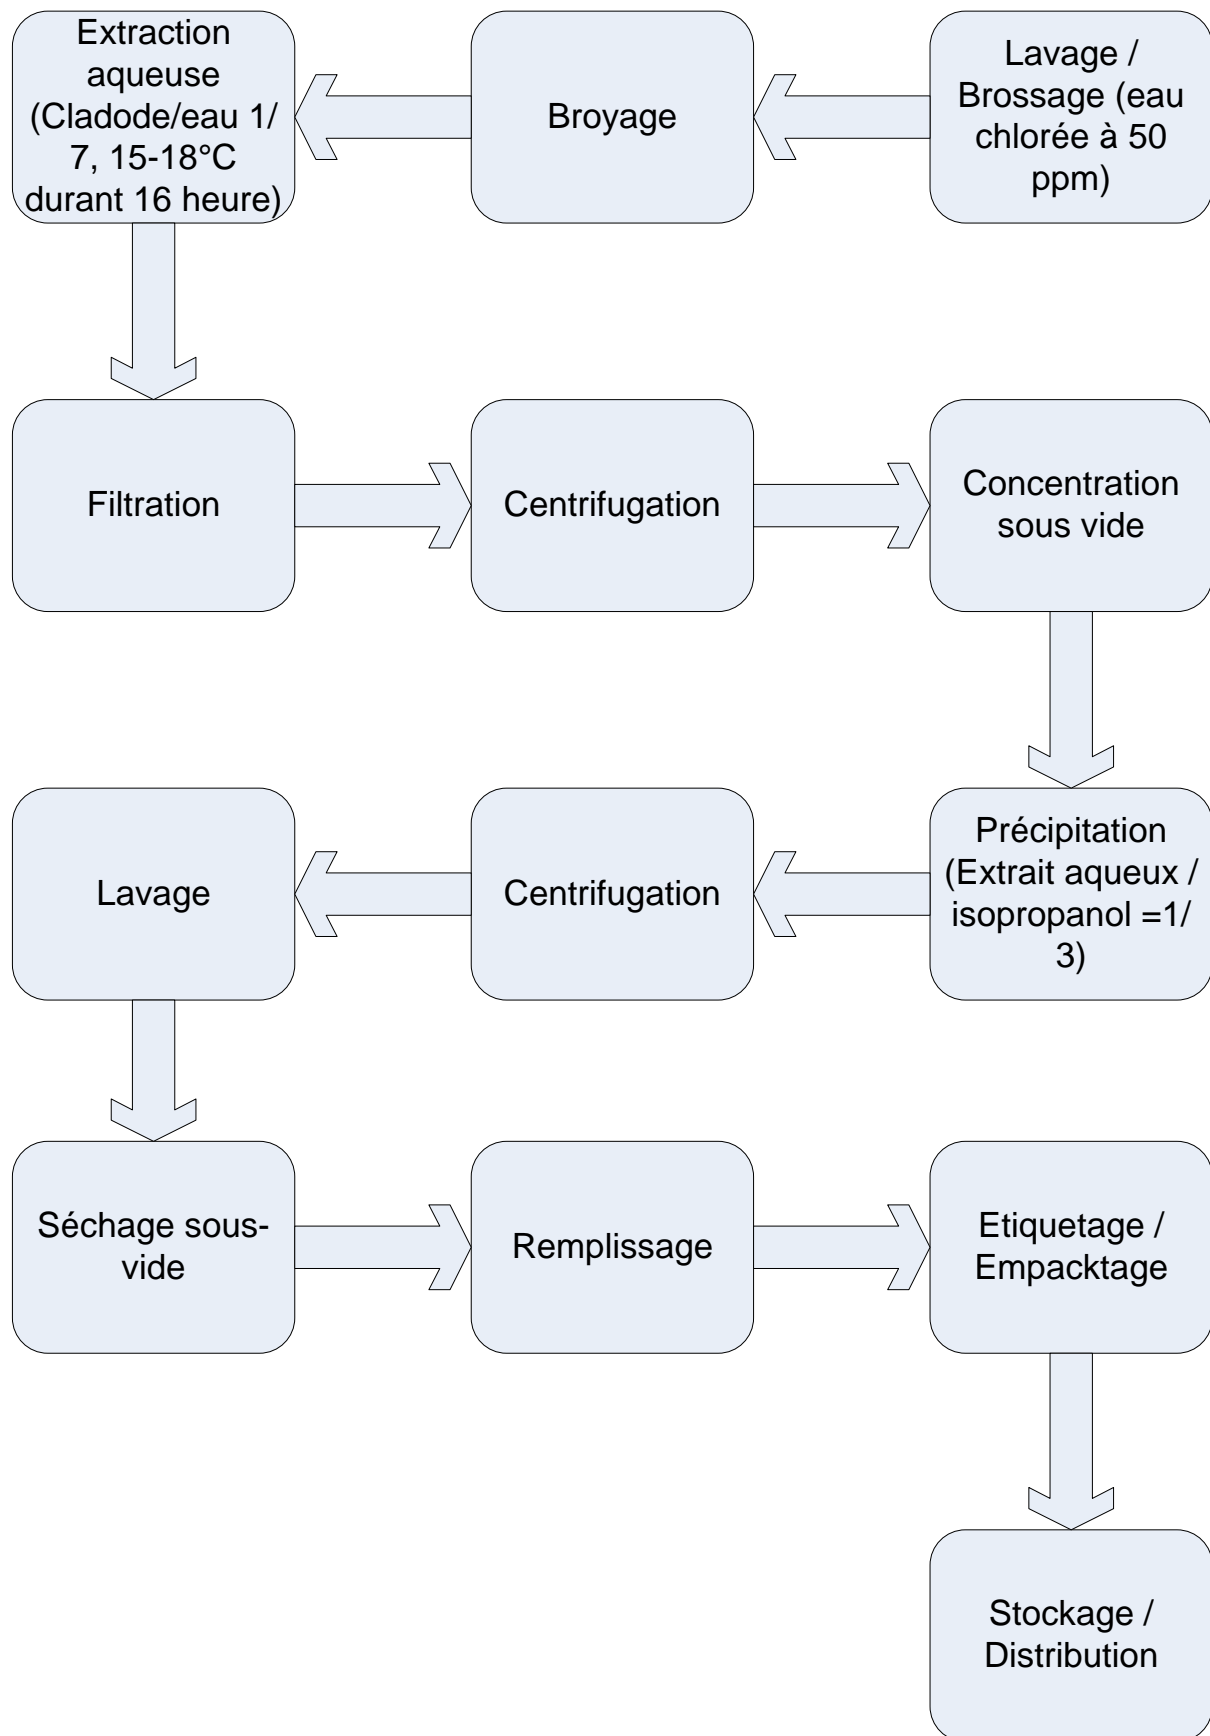 Extraction
aqueuse
(Cladode/eau 1/
7, 15-18°C
durant 16 heure)
Broyage
Lavage /
Brossage (eau
chlorée à 50
ppm)
Filtration
Centrifugation
Concentration
sous vide
Lavage
Centrifugation
Précipitation
(Extrait aqueux /
isopropanol =1/
3)
Séchage sous-
vide
Remplissage
Etiquetage /
Empacktage
Stockage /
Distribution